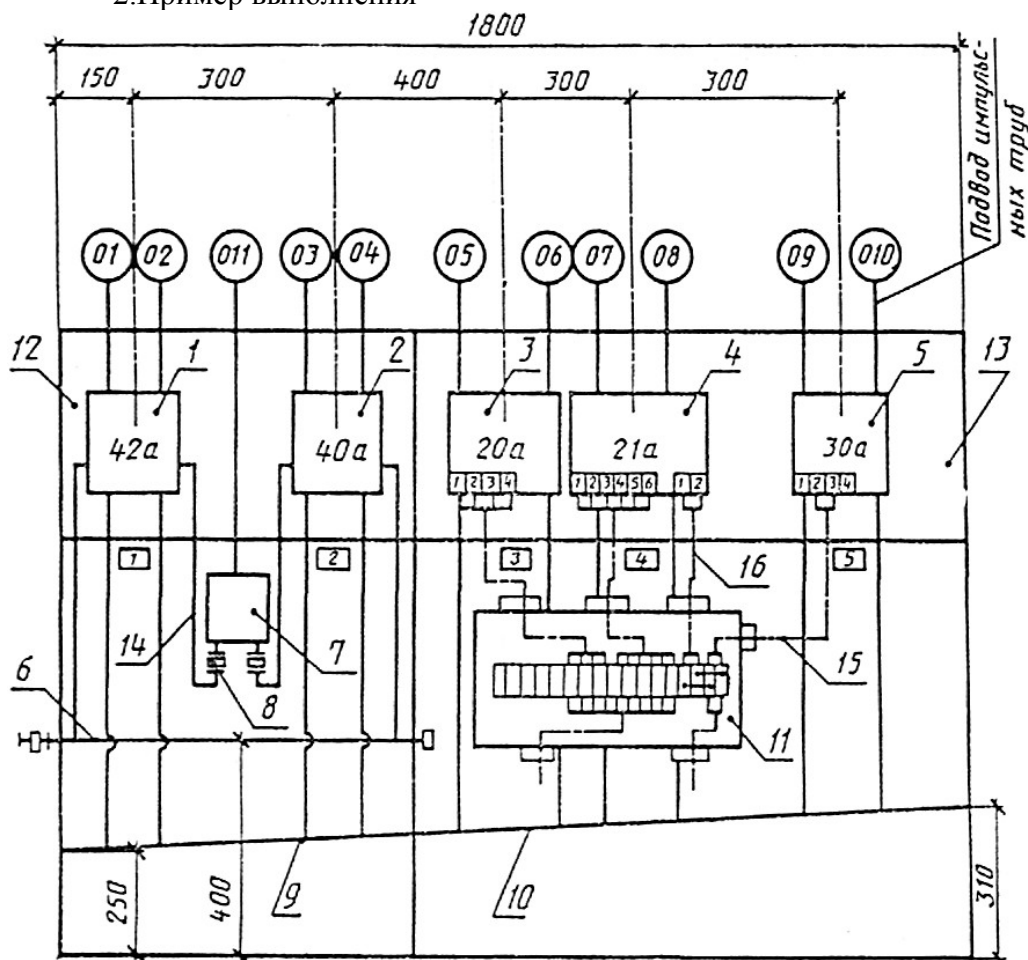 2.Пример выполнения
1800
150 300 400 300 300
Подвод импульс-
ных труб
01 02 011 03 04 05 06 07 08 09 010
12 1 2 3 4 5 13
42а 40а 20а 21а 30а
1 2 3 4 1 2 3 4 5 6 1 2 1 2 3 4
1 2 3 4 16 5
14 7 15
6 8 11
9 10
250 400 310